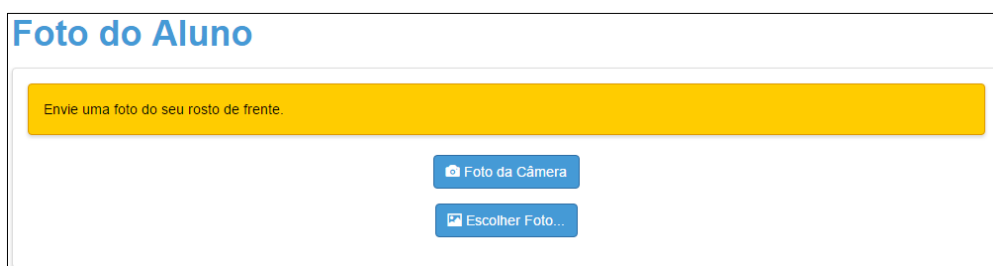 Foto do Aluno
Envie uma foto do seu rosto de frente.
Foto da Câmera
Escolher Foto...